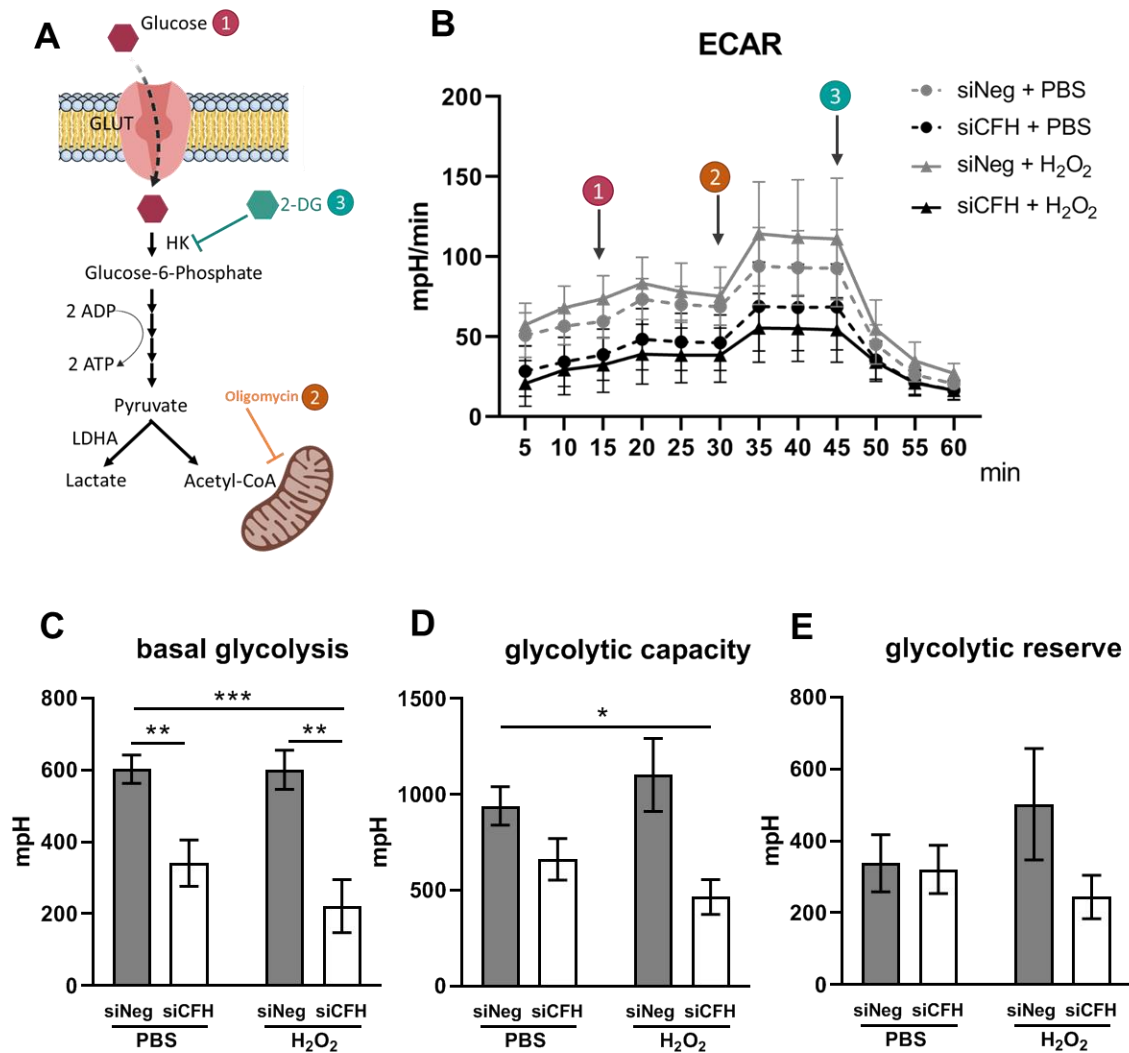 A
Glucose 1
GLUT
2-DG 3
HK
Glucose-6-Phosphate
2 ADP
2 ATP
Pyruvate
Oligomycin 2
LDHA
Lactate
Acetyl-CoA
B
ECAR
mpH/min
200
150
100
50
0
1
2
3
5 10 15 20 25 30 35 40 45 50 55 60
min
siNeg + PBS
siCFH + PBS
siNeg + H₂O₂
siCFH + H₂O₂
C
basal glycolysis
mpH
800
600
400
200
0
***
**
**
siNeg siCFH siNeg siCFH
PBS H₂O₂
D
glycolytic capacity
mpH
1500
1000
500
0
*
siNeg siCFH siNeg siCFH
PBS H₂O₂
E
glycolytic reserve
mpH
800
600
400
200
0
siNeg siCFH siNeg siCFH
PBS H₂O₂